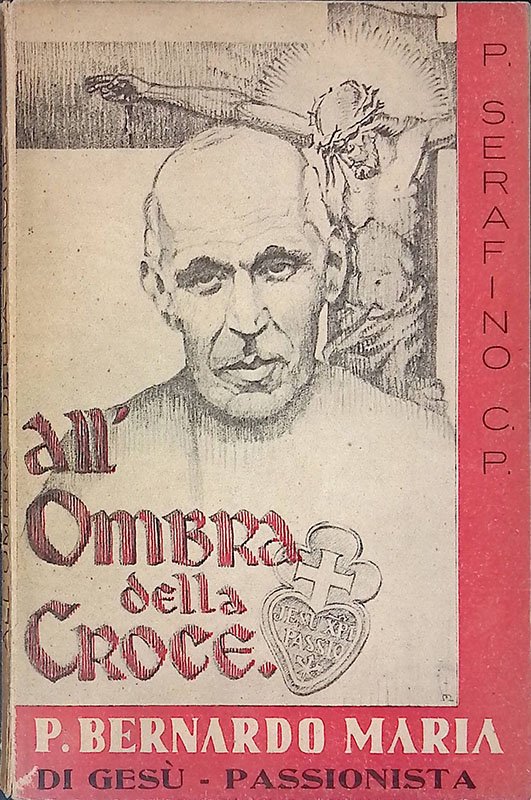 P. SERAFINO C. P.
all'
OMBRA
della
CROCE.
JESU XPI
PASSIO
P. BERNARDO MARIA
DI GESÙ - PASSIONISTA